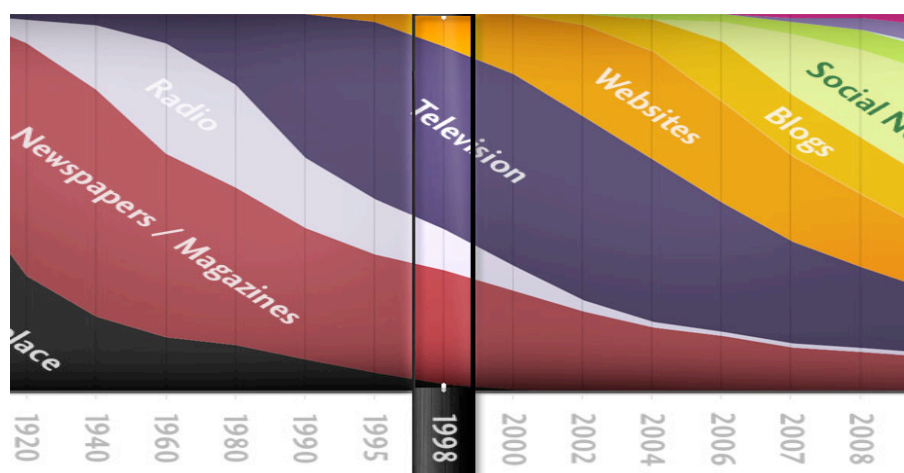 Radio
Television
Websites
Blogs
Social N
Newspapers / Magazines
place
1920
1940
1960
1980
1990
1995
1998
2000
2002
2004
2006
2007
2008